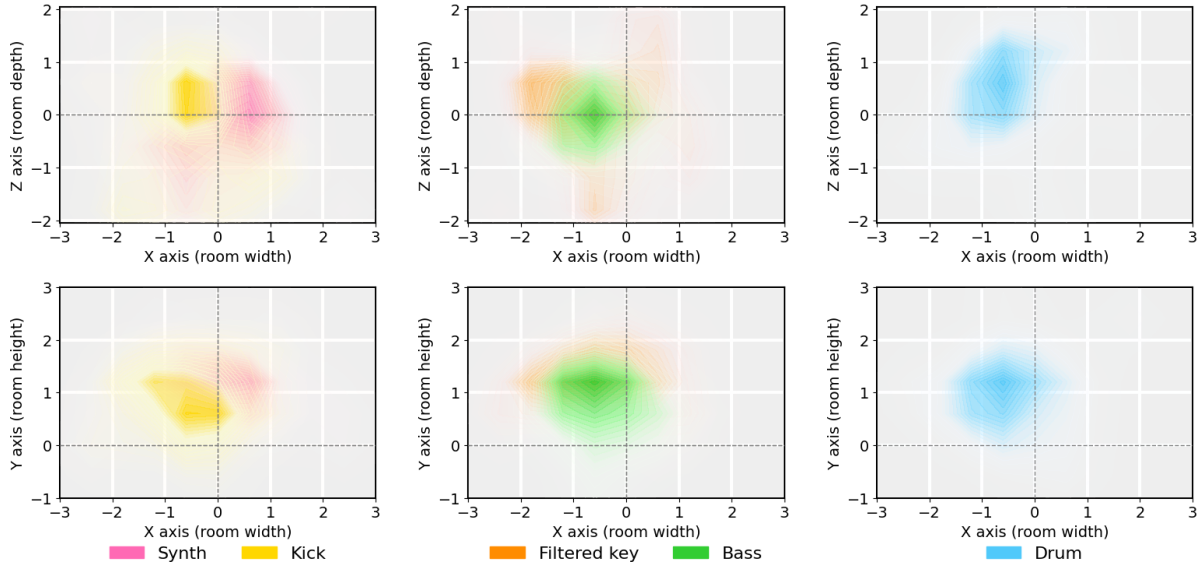 2
1
0
−1
−2
−3 −2 −1 0 1 2 3
Z axis (room depth)
X axis (room width)
2
1
0
−1
−2
−3 −2 −1 0 1 2 3
Z axis (room depth)
X axis (room width)
2
1
0
−1
−2
−3 −2 −1 0 1 2 3
Z axis (room depth)
X axis (room width)
3
2
1
0
−1
−3 −2 −1 0 1 2 3
Y axis (room height)
X axis (room width)
3
2
1
0
−1
−3 −2 −1 0 1 2 3
Y axis (room height)
X axis (room width)
3
2
1
0
−1
−3 −2 −1 0 1 2 3
Y axis (room height)
X axis (room width)
Synth Kick Filtered key Bass Drum